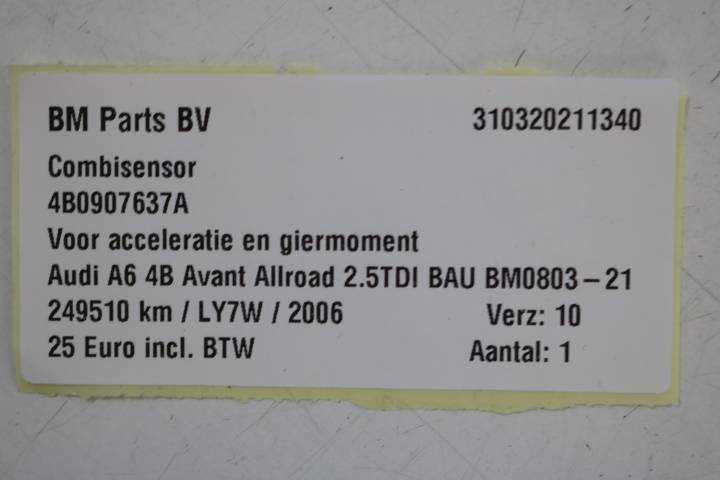 BM Parts BV 310320211340
Combisensor
4B0907637A
Voor acceleratie en giermoment
Audi A6 4B Avant Allroad 2.5TDI BAU BM0803-21
249510 km / LY7W / 2006 Verz: 10
25 Euro incl. BTW Aantal: 1